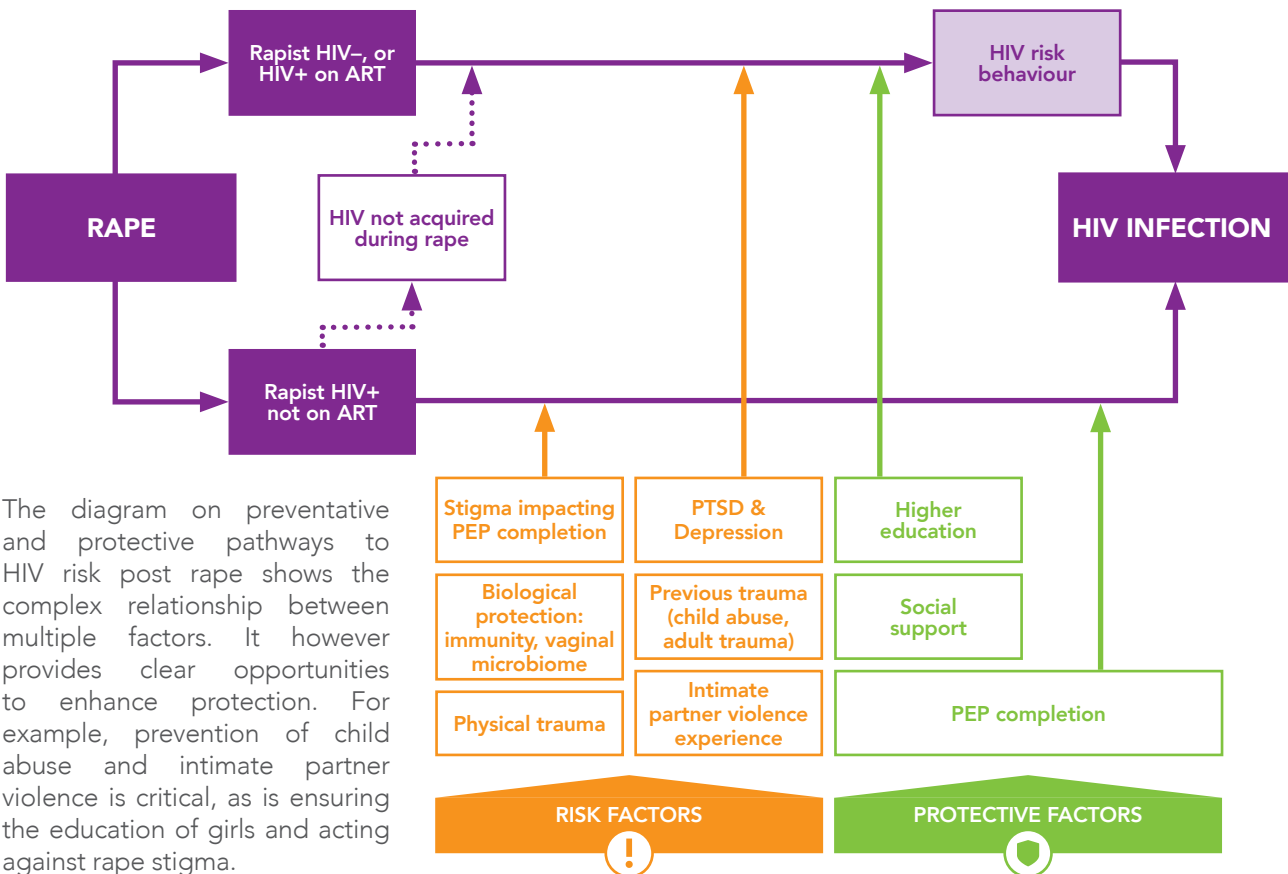 Rapist HIV–, or
HIV+ on ART
HIV risk
behaviour
RAPE
HIV not acquired
during rape
HIV INFECTION
Rapist HIV+
not on ART
The diagram on preventative
and protective pathways to
HIV risk post rape shows the
complex relationship between
multiple factors. It however
provides clear opportunities
to enhance protection. For
example, prevention of child
abuse and intimate partner
violence is critical, as is ensuring
the education of girls and acting
against rape stigma.
Stigma impacting
PEP completion
Biological
protection:
immunity, vaginal
microbiome
Physical trauma
PTSD &
Depression
Previous trauma
(child abuse,
adult trauma)
Intimate
partner violence
experience
Higher
education
Social
support
PEP completion
RISK FACTORS
!
PROTECTIVE FACTORS